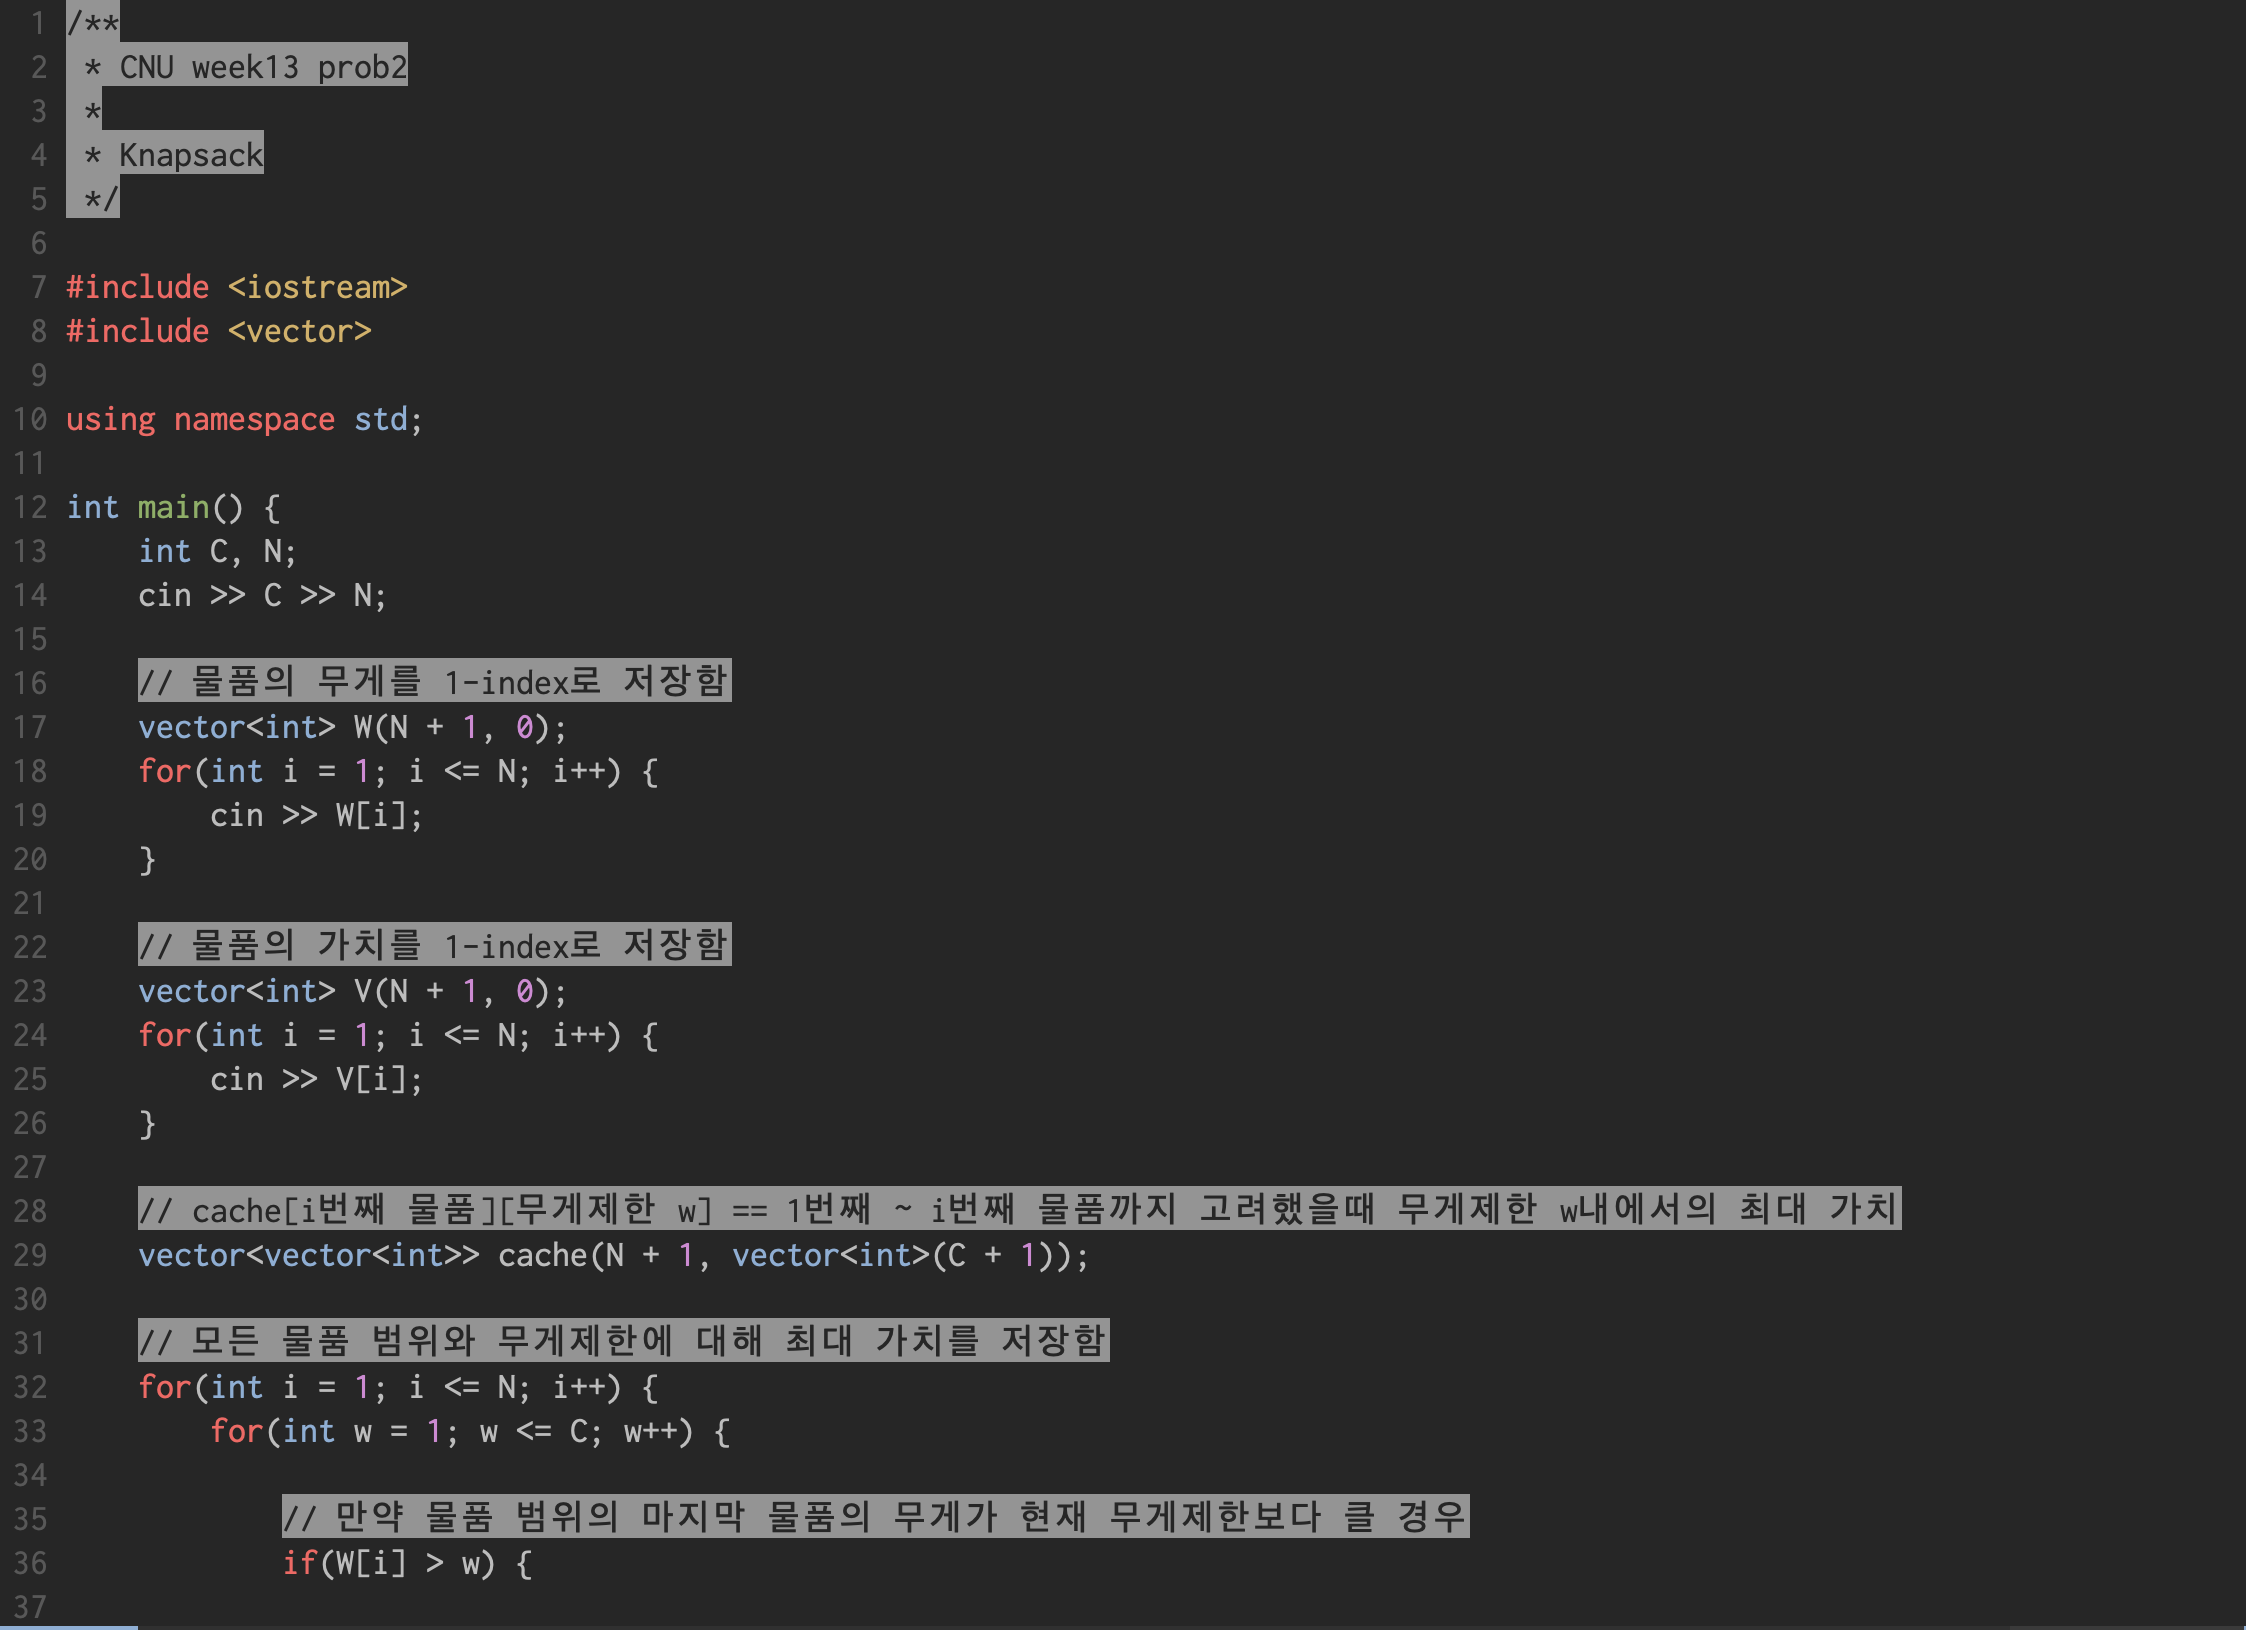 1 /**
2  * CNU week13 prob2
3  *
4  * Knapsack
5  */
6
7 #include <iostream>
8 #include <vector>
9
10 using namespace std;
11
12 int main() {
13     int C, N;
14     cin >> C >> N;
15
16     // 물품의 무게를 1-index로 저장함
17     vector<int> W(N + 1, 0);
18     for(int i = 1; i <= N; i++) {
19         cin >> W[i];
20     }
21
22     // 물품의 가치를 1-index로 저장함
23     vector<int> V(N + 1, 0);
24     for(int i = 1; i <= N; i++) {
25         cin >> V[i];
26     }
27
28     // cache[i번째 물품][무게제한 w] == 1번째 ~ i번째 물품까지 고려했을때 무게제한 w내에서의 최대 가치
29     vector<vector<int>> cache(N + 1, vector<int>(C + 1));
30
31     // 모든 물품 범위와 무게제한에 대해 최대 가치를 저장함
32     for(int i = 1; i <= N; i++) {
33         for(int w = 1; w <= C; w++) {
34
35             // 만약 물품 범위의 마지막 물품의 무게가 현재 무게제한보다 클 경우
36             if(W[i] > w) {
37